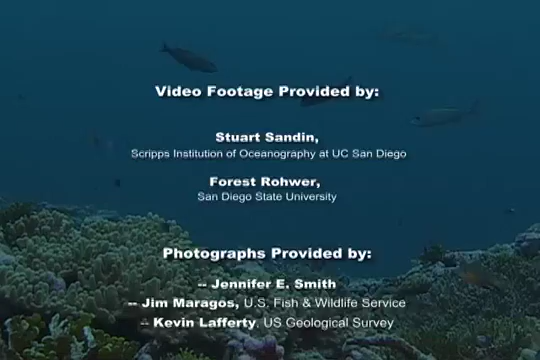 Video Footage Provided by:
Stuart Sandin,
Scripps Institution of Oceanography at UC San Diego
Forest Rohwer,
San Diego State University
Photographs Provided by:
-- Jennifer E. Smith
-- Jim Maragos, U.S. Fish & Wildlife Service
-- Kevin Lafferty, US Geological Survey